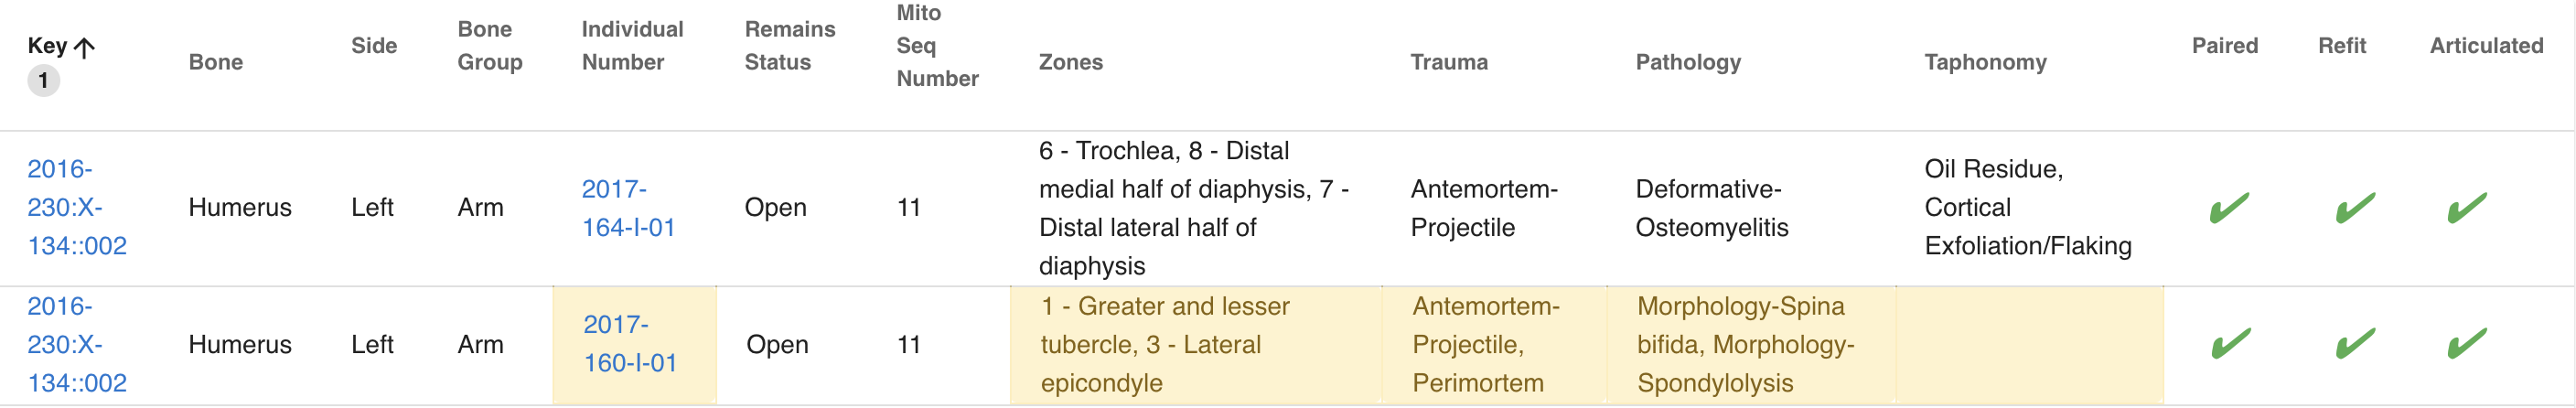 Key ↑
1
Bone
Side
Bone
Group
Individual
Number
Remains
Status
Mito
Seq
Number
Zones
Trauma
Pathology
Taphonomy
Paired
Refit
Articulated
2016-
230:X-
134::002
Humerus
Left
Arm
2017-
164-I-01
Open
11
6 - Trochlea, 8 - Distal
medial half of diaphysis, 7 -
Distal lateral half of
diaphysis
Antemortem-
Projectile
Deformative-
Osteomyelitis
Oil Residue,
Cortical
Exfoliation/Flaking
✔
✔
✔
2016-
230:X-
134::002
Humerus
Left
Arm
2017-
160-I-01
Open
11
1 - Greater and lesser
tubercle, 3 - Lateral
epicondyle
Antemortem-
Projectile,
Perimortem
Morphology-Spina
bifida, Morphology-
Spondylolysis
✔
✔
✔